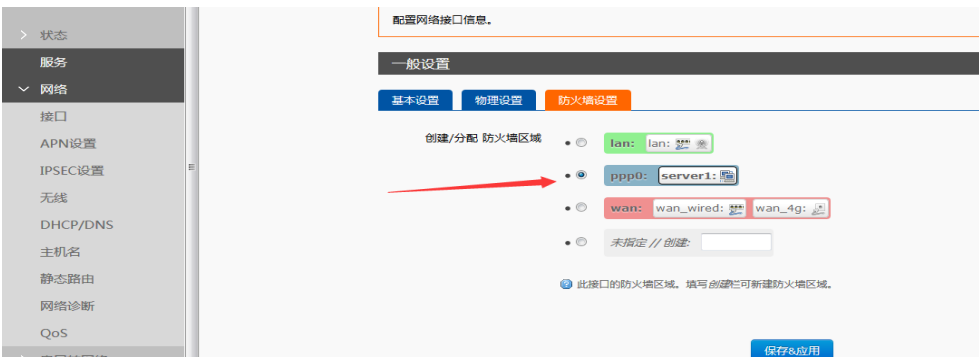 状态
服务
网络
接口
APN设置
IPSEC设置
无线
DHCP/DNS
主机名
静态路由
网络诊断
QoS
配置网络接口信息。
一般设置
基本设置 物理设置 防火墙设置
创建/分配 防火墙区域
lan: lan:
ppp0: server1:
wan: wan_wired: wan_4g:
未指定 // 创建:
此接口的防火墙区域。填写创建栏可新建防火墙区域。
保存&应用